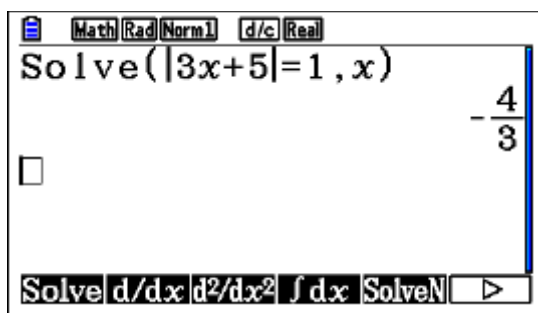 Math Rad Norm1 d/c Real
Solve(|3x+5|=1,x)
-4/3
Solve d/dx d²/dx² ∫dx SolveN ▷